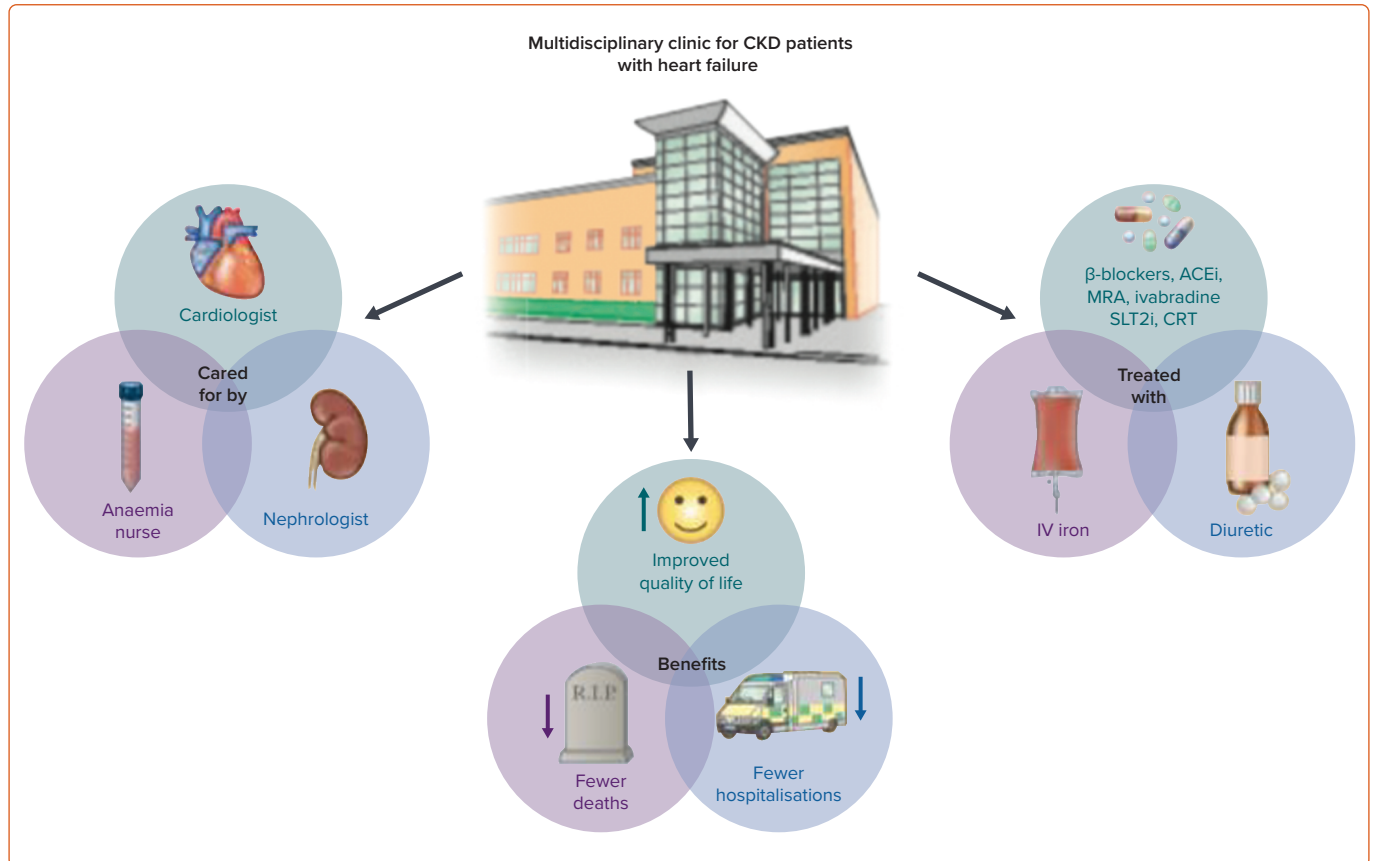 Multidisciplinary clinic for CKD patients
with heart failure
Cardiologist
Cared
for by
Anaemia
nurse
Nephrologist
Improved
quality of life
Benefits
R.I.P.
Fewer
deaths
Fewer
hospitalisations
β-blockers, ACEi,
MRA, ivabradine
SLT2i, CRT
Treated
with
IV iron
Diuretic